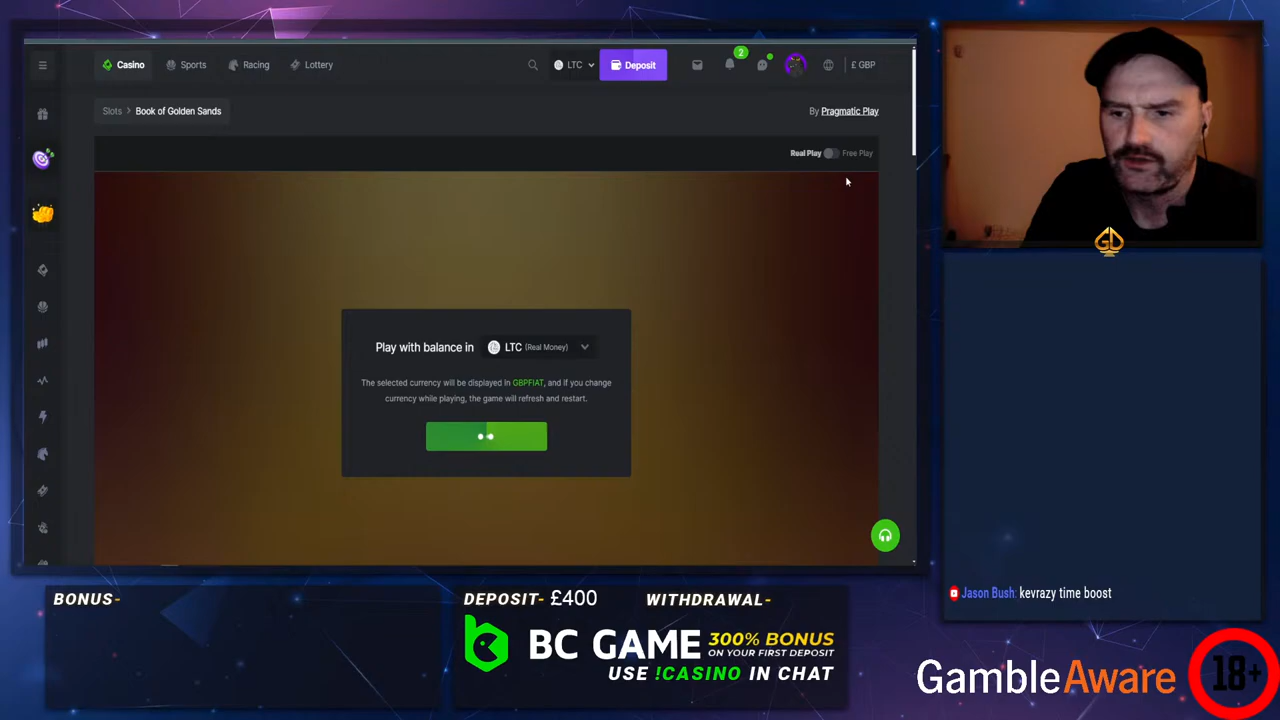 Casino
Sports
Racing
Lottery
LTC
Deposit
2
£ GBP
Slots > Book of Golden Sands
By Pragmatic Play
Real Play
Free Play
Play with balance in LTC (Real Money)
The selected currency will be displayed in GBPFIAT, and if you change
currency while playing, the game will refresh and restart.
GD
Jason Bush: kevrazy time boost
BONUS-
DEPOSIT- £400
WITHDRAWAL-
BC GAME
300% BONUS
ON YOUR FIRST DEPOSIT
USE !CASINO IN CHAT
GambleAware
18+